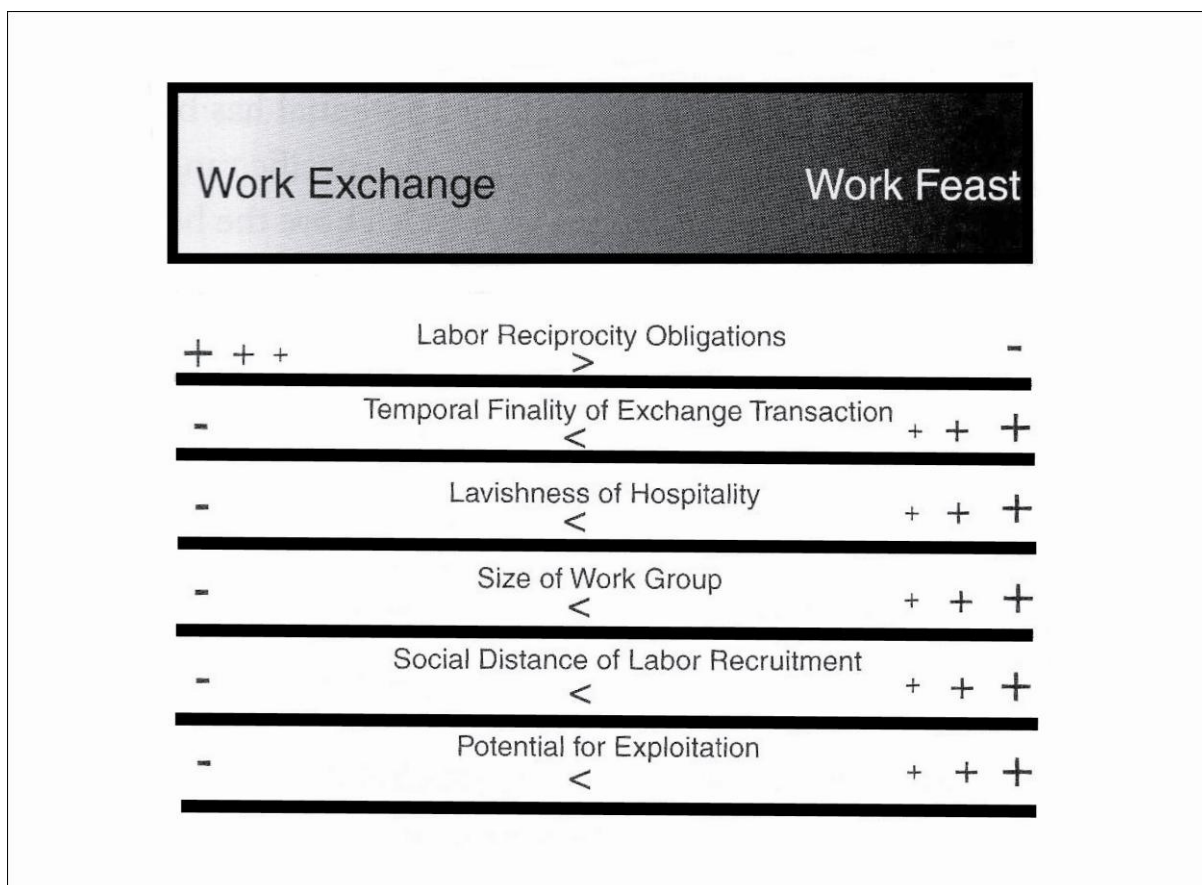 Work Exchange Work Feast
Labor Reciprocity Obligations
+ + + > -
Temporal Finality of Exchange Transaction
- < + + +
Lavishness of Hospitality
- < + + +
Size of Work Group
- < + + +
Social Distance of Labor Recruitment
- < + + +
Potential for Exploitation
- < + + +